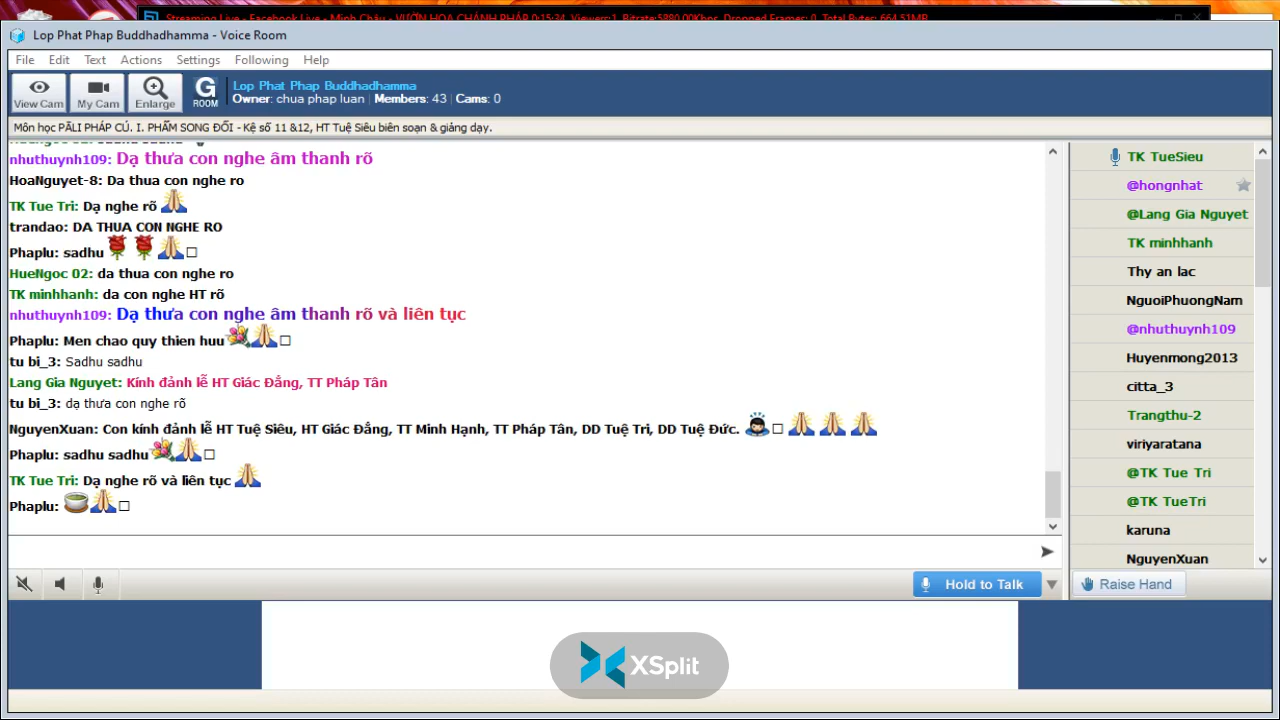 Streaming Live - Facebook Live - Minh Châu - VƯỜN HOA CHÁNH PHÁP 0:15:34, Viewers:1, Bitrate:5880.00Kbps, Dropped Frames: 0, Total Bytes: 664.51MB
Lop Phat Phap Buddhadhamma - Voice Room
File Edit Text Actions Settings Following Help
View Cam My Cam Enlarge G ROOM
Lop Phat Phap Buddhadhamma
Owner: chua phap luan | Members: 43 | Cams: 0
Môn học PĀLI PHÁP CÚ. I. PHẨM SONG ĐỐI - Kệ số 11 &12, HT Tuệ Siêu biên soạn & giảng dạy.
nhuthuynh109: Dạ thưa con nghe âm thanh rõ
HoaNguyet-8: Da thua con nghe ro
TK Tue Tri: Dạ nghe rõ
trandao: DA THUA CON NGHE RO
Phaplu: sadhu
HueNgoc 02: da thua con nghe ro
TK minhhanh: da con nghe HT rõ
nhuthuynh109: Dạ thưa con nghe âm thanh rõ và liên tục
Phaplu: Men chao quy thien huu
tu bi_3: Sadhu sadhu
Lang Gia Nguyet: Kính đảnh lễ HT Giác Đẳng, TT Pháp Tân
tu bi_3: dạ thưa con nghe rõ
NguyenXuan: Con kính đảnh lễ HT Tuệ Siêu, HT Giác Đẳng, TT Minh Hạnh, TT Pháp Tân, DD Tuệ Tri, DD Tuệ Đức.
Phaplu: sadhu sadhu
TK Tue Tri: Dạ nghe rõ và liên tục
Phaplu:
TK TueSieu
@hongnhat
@Lang Gia Nguyet
TK minhhanh
Thy an lac
NguoiPhuongNam
@nhuthuynh109
Huyenmong2013
citta_3
Trangthu-2
viriyaratana
@TK Tue Tri
@TK TueTri
karuna
NguyenXuan
Hold to Talk
Raise Hand
XSplit